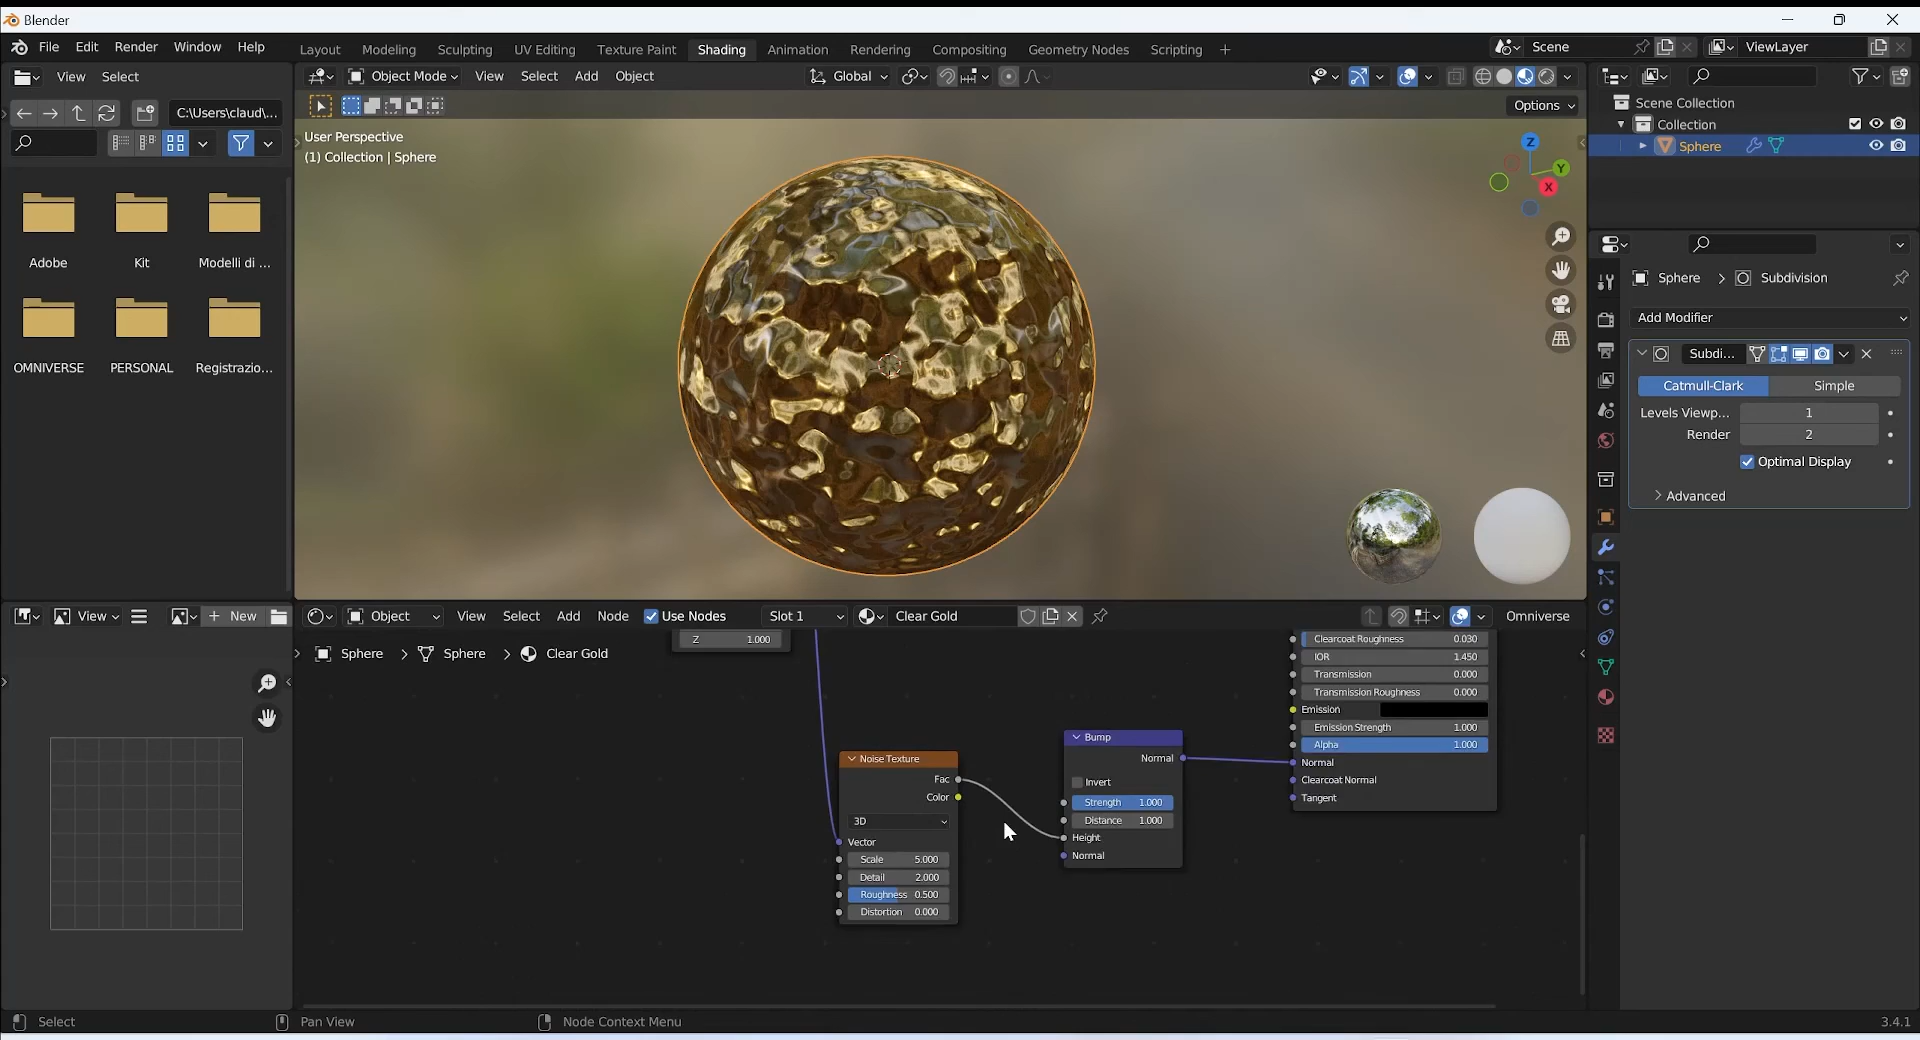 Blender
File Edit Render Window Help
Layout Modeling Sculpting UV Editing Texture Paint Shading Animation Rendering Compositing Geometry Nodes Scripting +
Scene
ViewLayer
View Select
Object Mode View Select Add Object
Global
C:\Users\claud\...
Options
User Perspective
(1) Collection | Sphere
Z
Y
X
Adobe
Kit
Modelli di ...
OMNIVERSE
PERSONAL
Registrazio...
Scene Collection
Collection
Sphere
Sphere > Subdivision
Add Modifier
Subdi...
Catmull-Clark Simple
Levels Viewp... 1
Render 2
Optimal Display
> Advanced
View
+ New
Object View Select Add Node Use Nodes Slot 1 Clear Gold
Omniverse
Sphere > Sphere > Clear Gold
Z 1.000
Noise Texture
Fac
Color
3D
Vector
Scale 5.000
Detail 2.000
Roughness 0.500
Distortion 0.000
Bump
Normal
Invert
Strength 1.000
Distance 1.000
Height
Normal
Clearcoat Roughness 0.030
IOR 1.450
Transmission 0.000
Transmission Roughness 0.000
Emission
Emission Strength 1.000
Alpha 1.000
Normal
Clearcoat Normal
Tangent
Select Pan View Node Context Menu 3.4.1